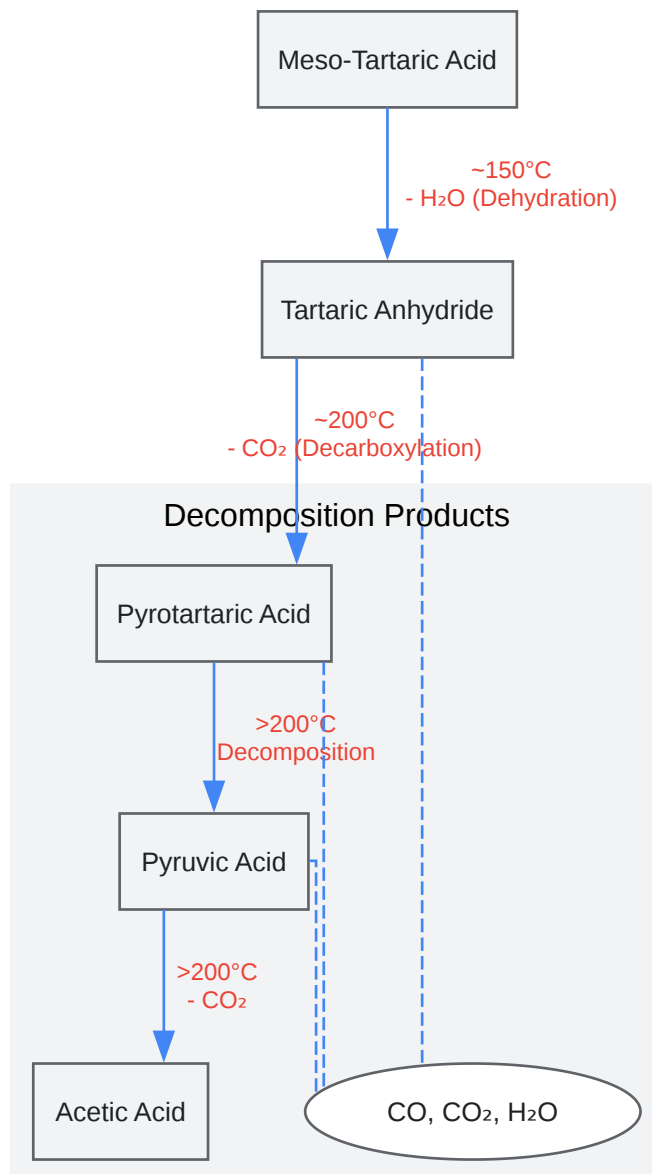 Meso-Tartaric Acid
~150°C
- H₂O (Dehydration)
Tartaric Anhydride
~200°C
- CO₂ (Decarboxylation)
Decomposition Products
Pyrotartaric Acid
>200°C
Decomposition
Pyruvic Acid
>200°C
- CO₂
Acetic Acid
CO, CO₂, H₂O